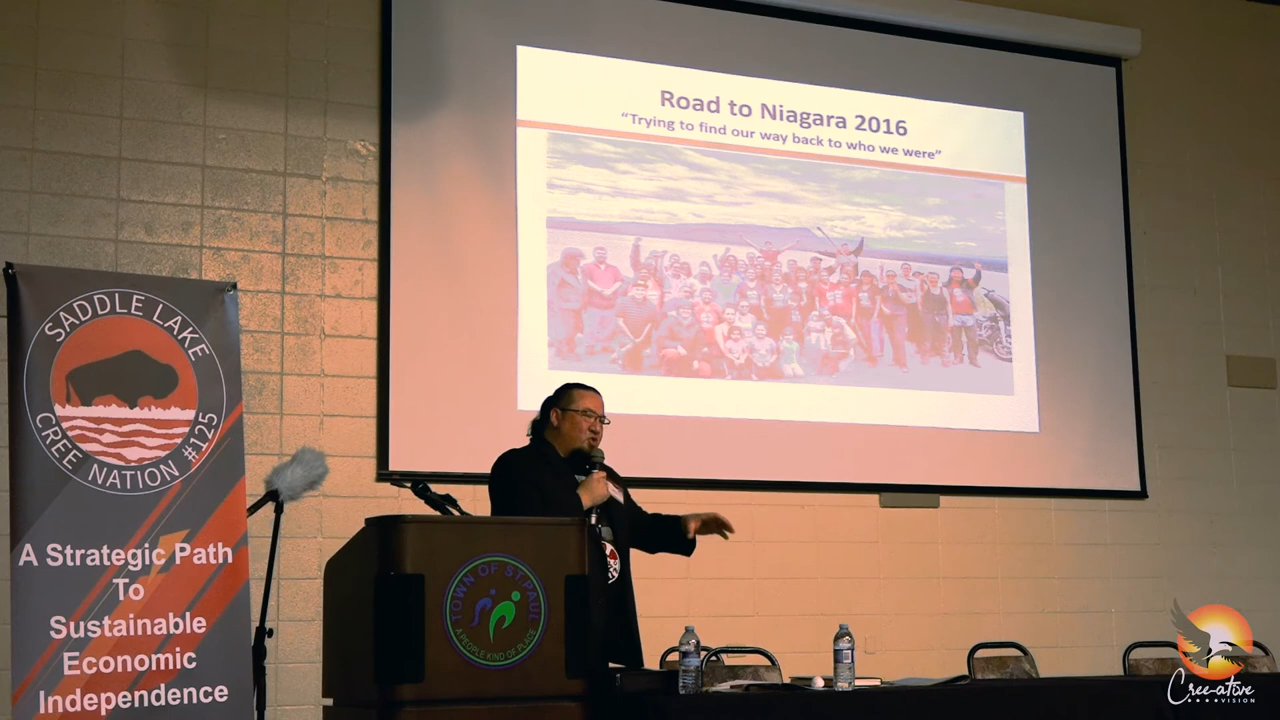 Road to Niagara 2016
“Trying to find our way back to who we were”
SADDLE LAKE
CREE NATION #125
A Strategic Path
To
Sustainable
Economic
Independence
TOWN OF ST. PAUL
A PEOPLE KIND OF PLACE
Cree-ative
VISION